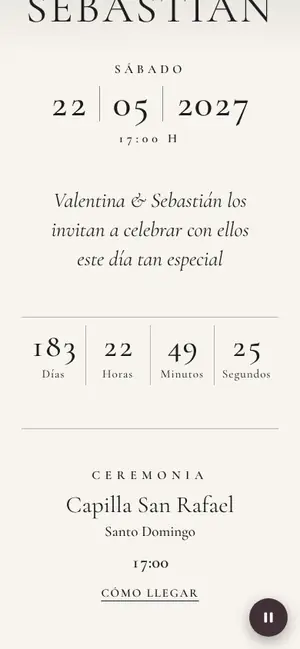 SEBASTIÁN
SÁBADO
22 05 2027
17:00 H
Valentina & Sebastián los
invitan a celebrar con ellos
este día tan especial
183 22 49 25
Días Horas Minutos Segundos
CEREMONIA
Capilla San Rafael
Santo Domingo
17:00
CÓMO LLEGAR